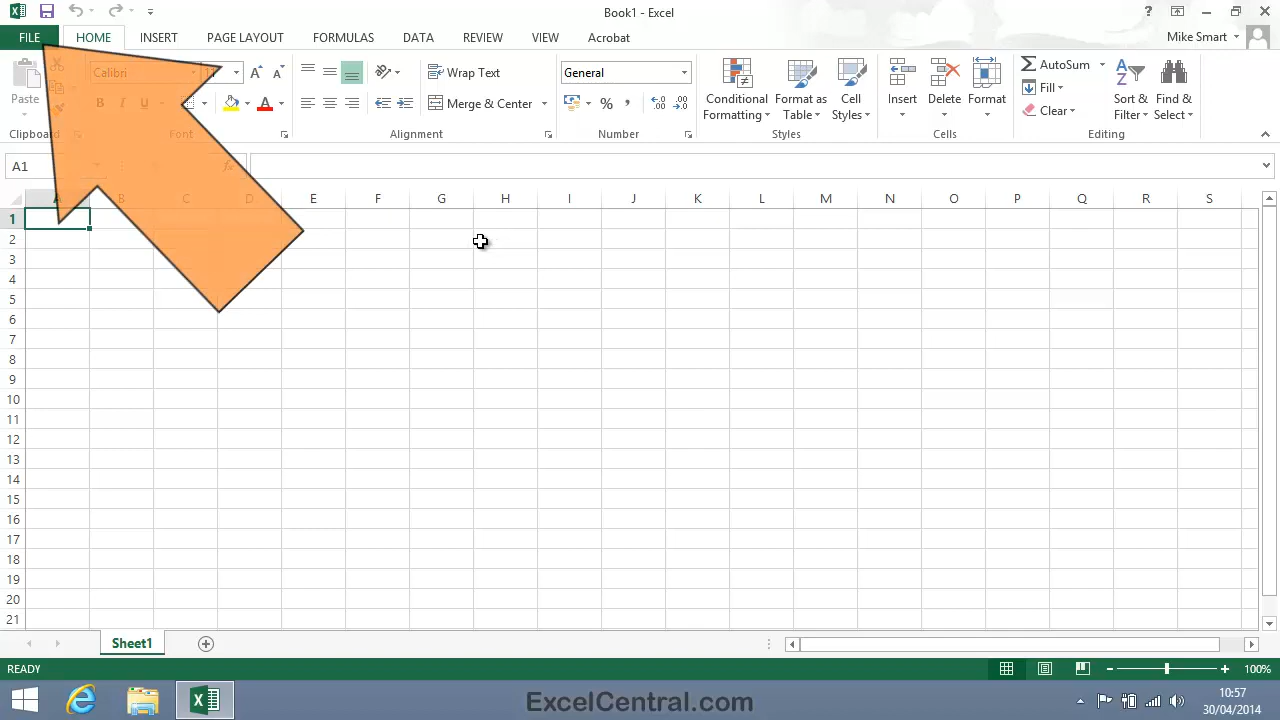 Book1 - Excel
FILE HOME INSERT PAGE LAYOUT FORMULAS DATA REVIEW VIEW Acrobat Mike Smart
Calibri 11 Wrap Text General AutoSum
Paste B I U Merge & Center % , Conditional Formatting Format as Table Cell Styles Insert Delete Format Fill Sort & Filter Find & Select
Clear
Clipboard Font Alignment Number Styles Cells Editing
A1 fx
A B C D E F G H I J K L M N O P Q R S
1
2
3
4
5
6
7
8
9
10
11
12
13
14
15
16
17
18
19
20
21
Sheet1
READY 100%
ExcelCentral.com
10:57
30/04/2014